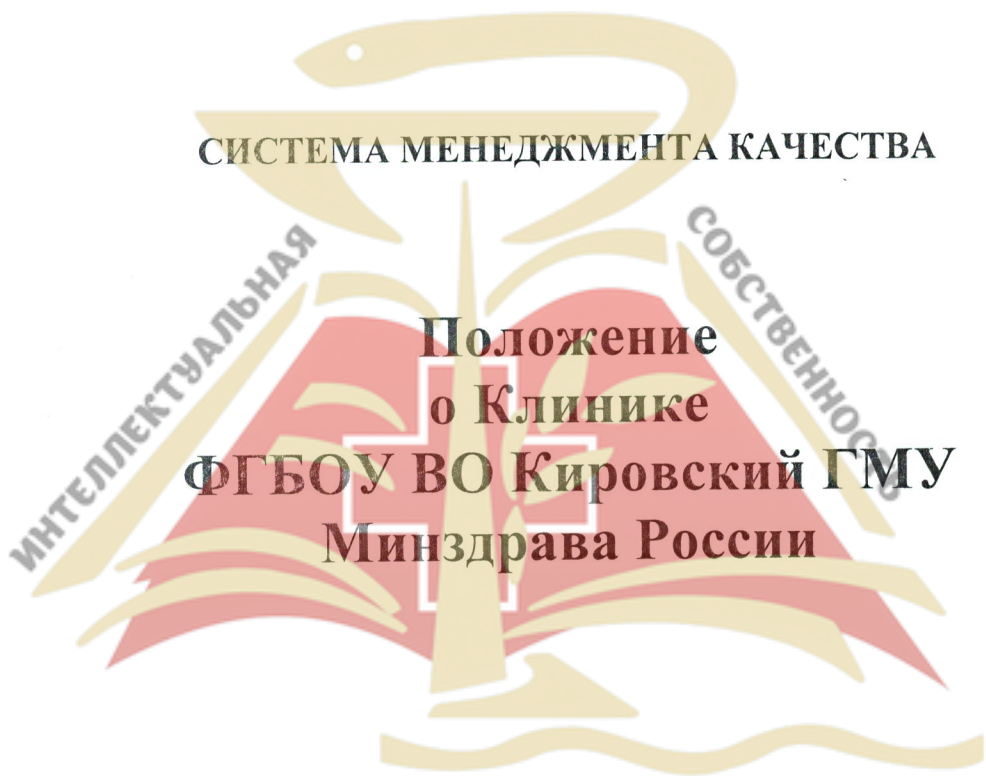 СИСТЕМА МЕНЕДЖМЕНТА КАЧЕСТВА
ИНТЕЛЛЕКТУАЛЬНАЯ
СОБСТВЕННОСТЬ
Положение
о Клинике
ФГБОУ ВО Кировский ГМУ
Минздрава России